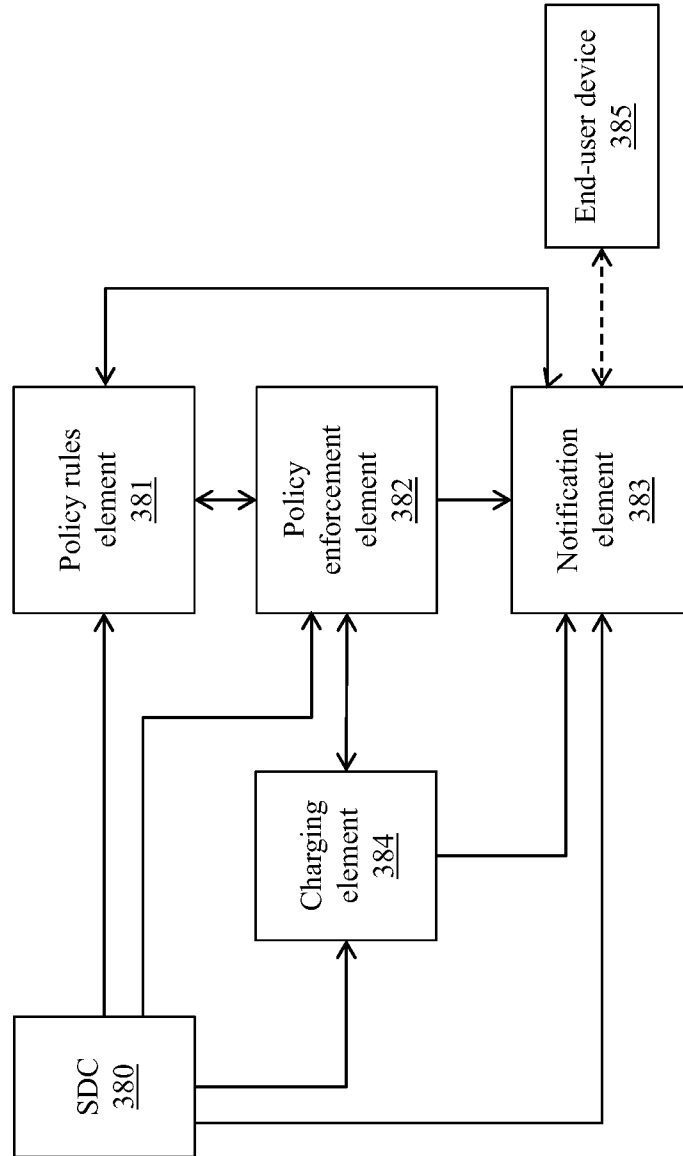 SDC
380
Policy rules
element
381
Charging
element
384
Policy
enforcement
element
382
Notification
element
383
End-user device
385